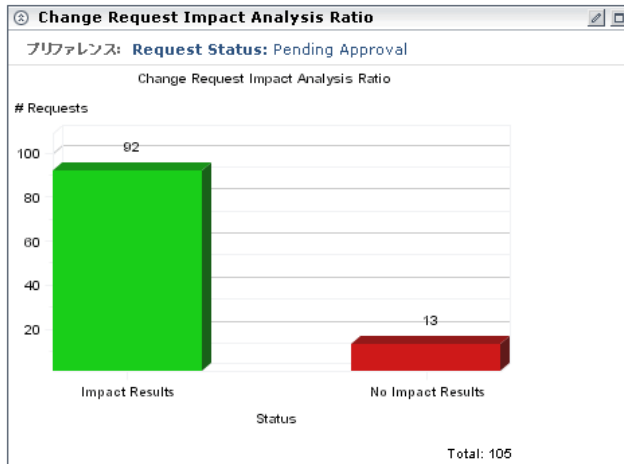 Change Request Impact Analysis Ratio
プリファレンス: Request Status: Pending Approval
Change Request Impact Analysis Ratio
# Requests
100
80
60
40
20
92
13
Impact Results
No Impact Results
Status
Total: 105